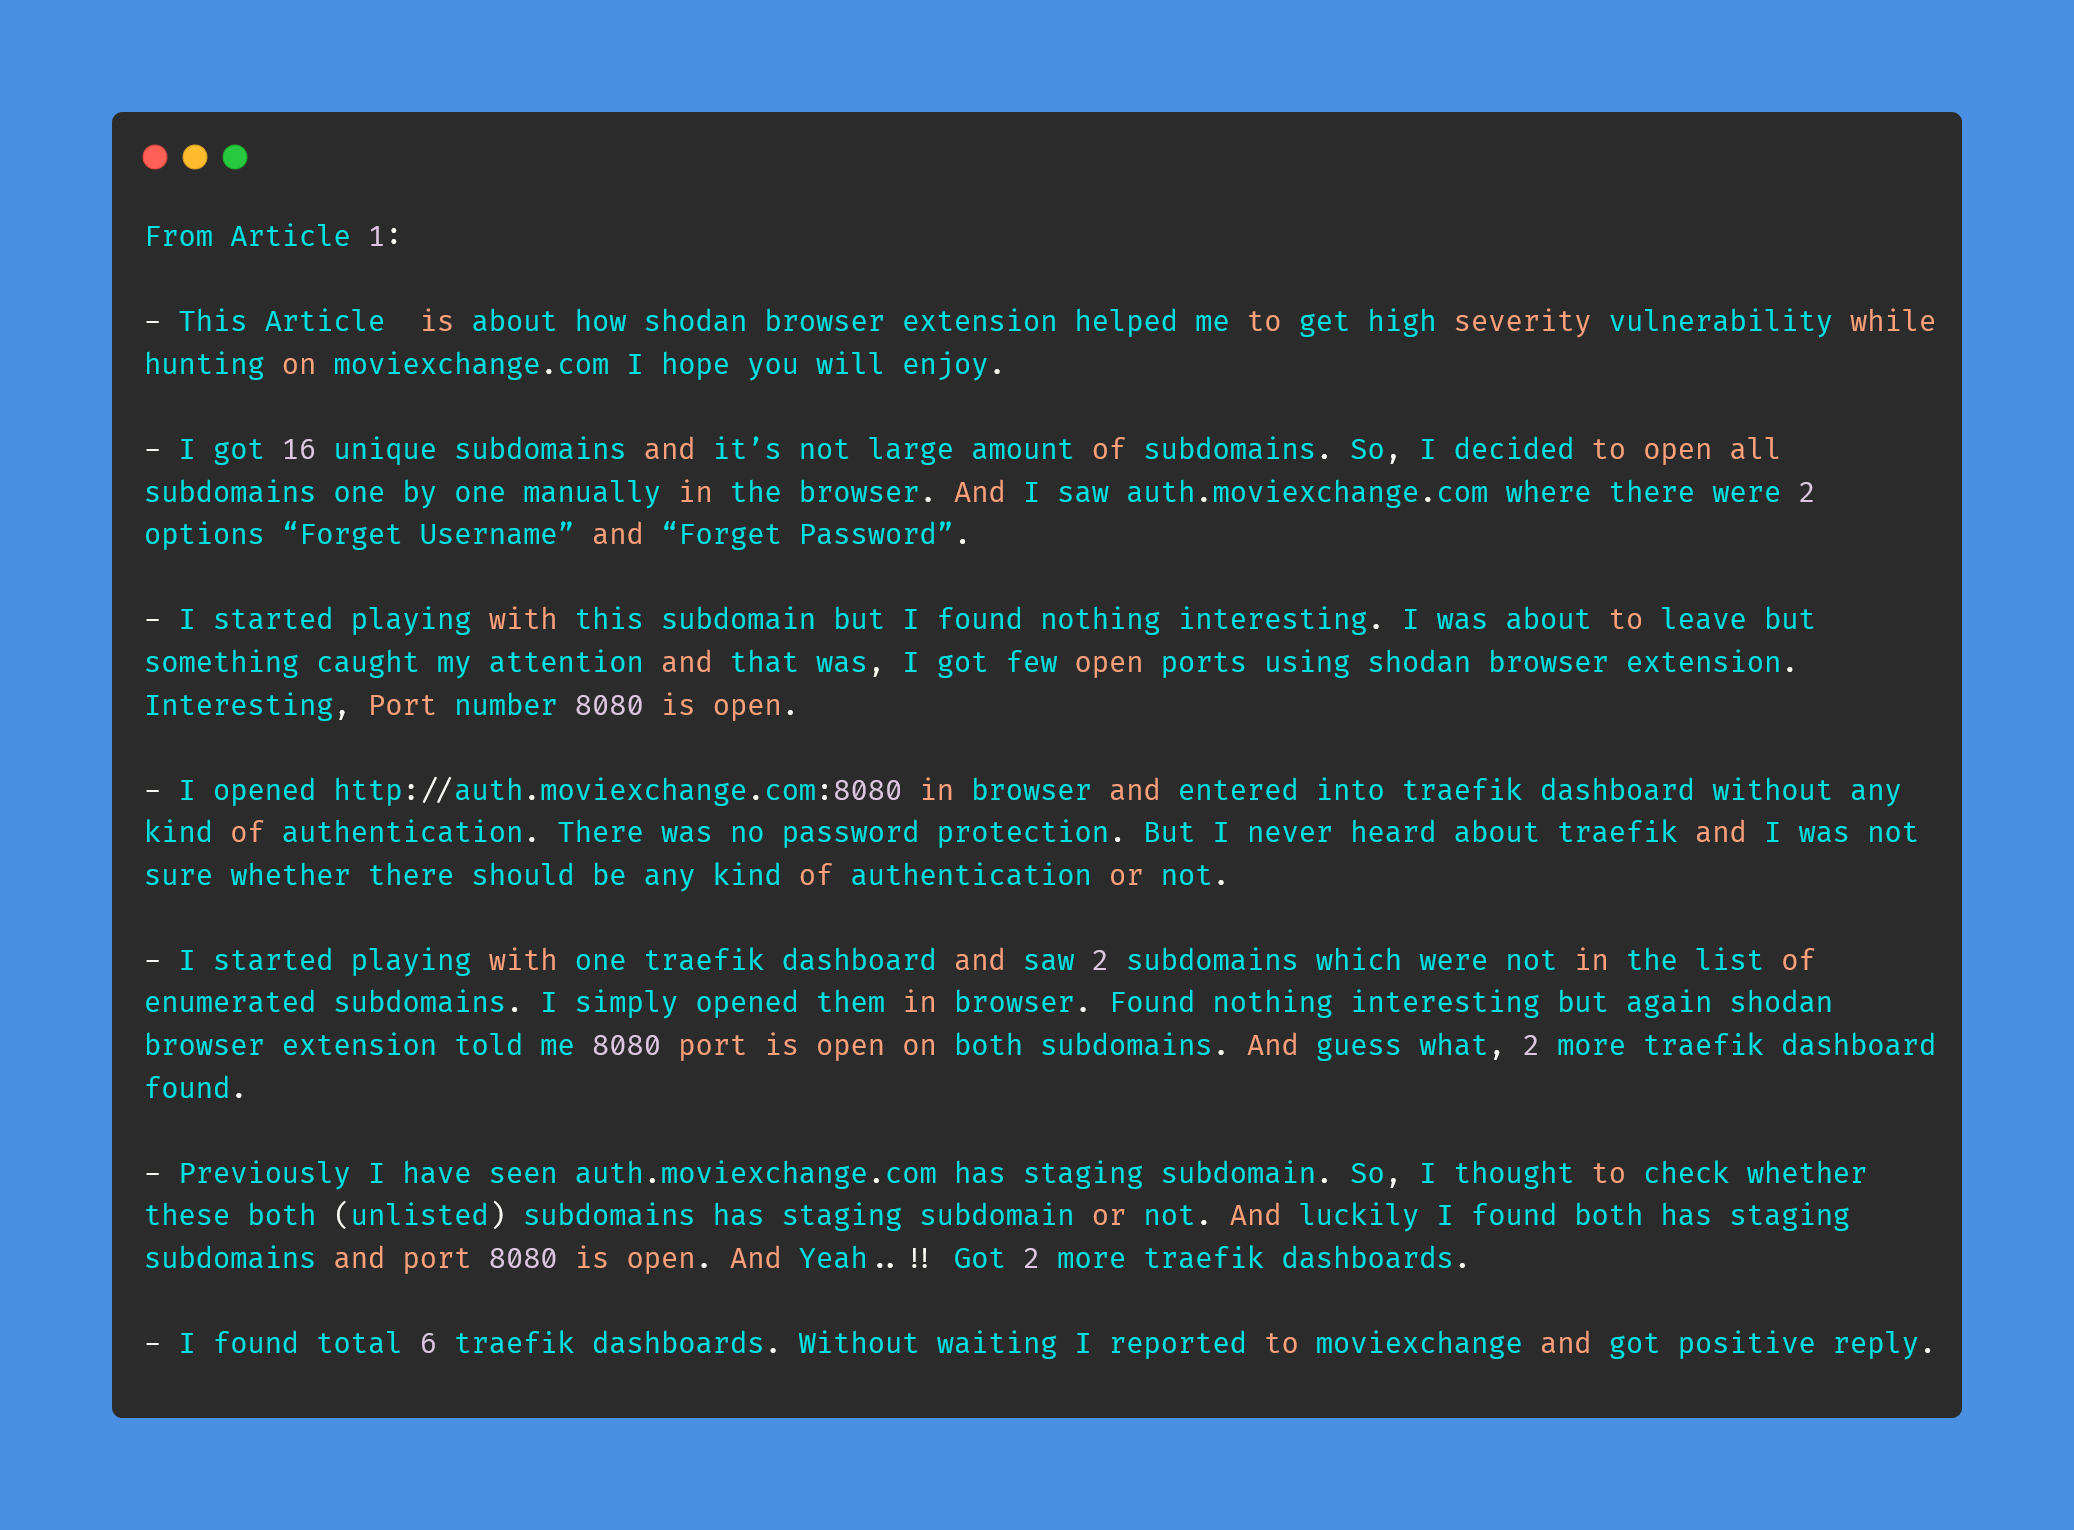 From Article 1:
- This Article  is about how shodan browser extension helped me to get high severity vulnerability while
hunting on moviexchange.com I hope you will enjoy.
- I got 16 unique subdomains and it’s not large amount of subdomains. So, I decided to open all
subdomains one by one manually in the browser. And I saw auth.moviexchange.com where there were 2
options “Forget Username” and “Forget Password”.
- I started playing with this subdomain but I found nothing interesting. I was about to leave but
something caught my attention and that was, I got few open ports using shodan browser extension.
Interesting, Port number 8080 is open.
- I opened http://auth.moviexchange.com:8080 in browser and entered into traefik dashboard without any
kind of authentication. There was no password protection. But I never heard about traefik and I was not
sure whether there should be any kind of authentication or not.
- I started playing with one traefik dashboard and saw 2 subdomains which were not in the list of
enumerated subdomains. I simply opened them in browser. Found nothing interesting but again shodan
browser extension told me 8080 port is open on both subdomains. And guess what, 2 more traefik dashboard
found.
- Previously I have seen auth.moviexchange.com has staging subdomain. So, I thought to check whether
these both (unlisted) subdomains has staging subdomain or not. And luckily I found both has staging
subdomains and port 8080 is open. And Yeah..!! Got 2 more traefik dashboards.
- I found total 6 traefik dashboards. Without waiting I reported to moviexchange and got positive reply.